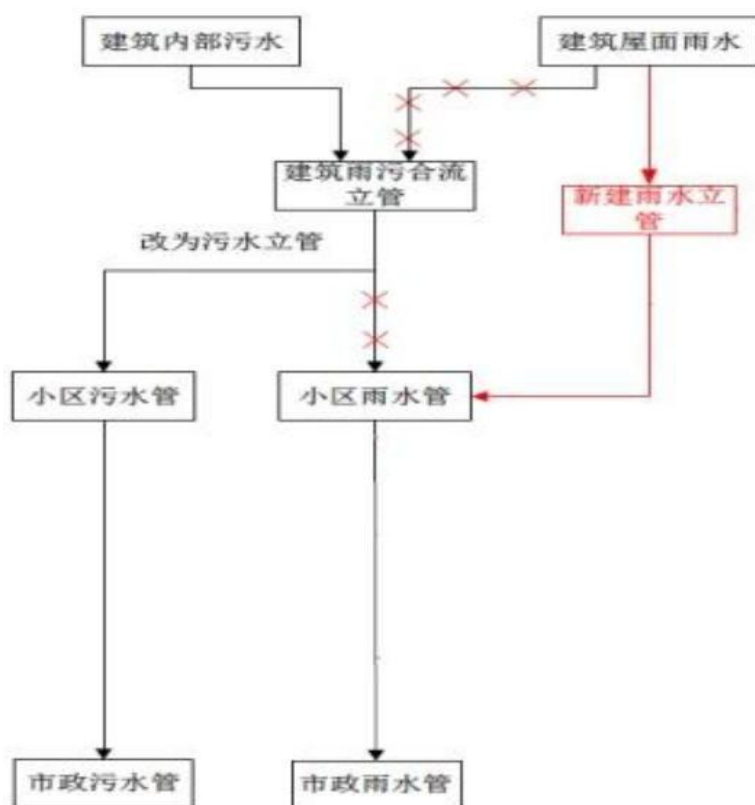 建筑内部污水
建筑屋面雨水
建筑雨污合流
立管
新建雨水立
管
改为污水立管
小区污水管
小区雨水管
市政污水管
市政雨水管